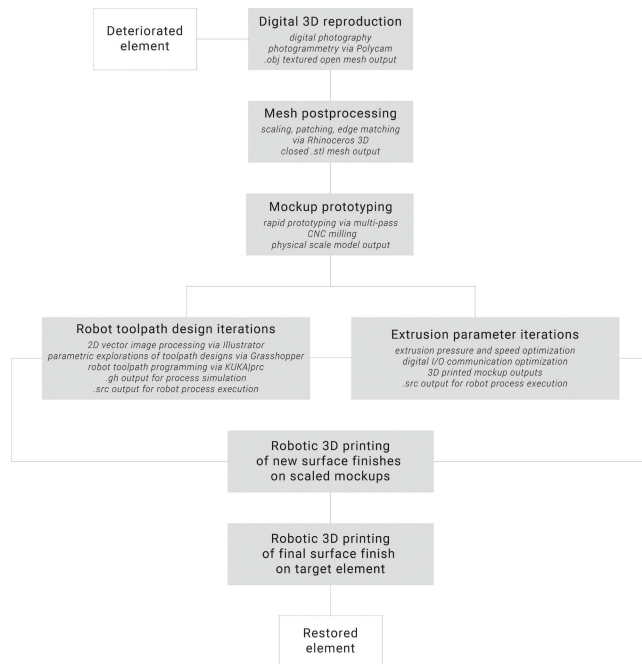 Deteriorated
element
Digital 3D reproduction
digital photography
photogrammetry via Polycam
.obj textured open mesh output
Mesh postprocessing
scaling, patching, edge matching
via Rhinoceros 3D
closed .stl mesh output
Mockup prototyping
rapid prototyping via multi-pass
CNC milling
physical scale model output
Robot toolpath design iterations
2D vector image processing via Illustrator
parametric explorations of toolpath designs via Grasshopper
robot toolpath programming via KUKA|prc
.gh output for process simulation
.src output for robot process execution
Extrusion parameter iterations
extrusion pressure and speed optimization
digital I/O communication optimization
3D printed mockup outputs
.src output for robot process execution
Robotic 3D printing
of new surface finishes
on scaled mockups
Robotic 3D printing
of final surface finish
on target element
Restored
element